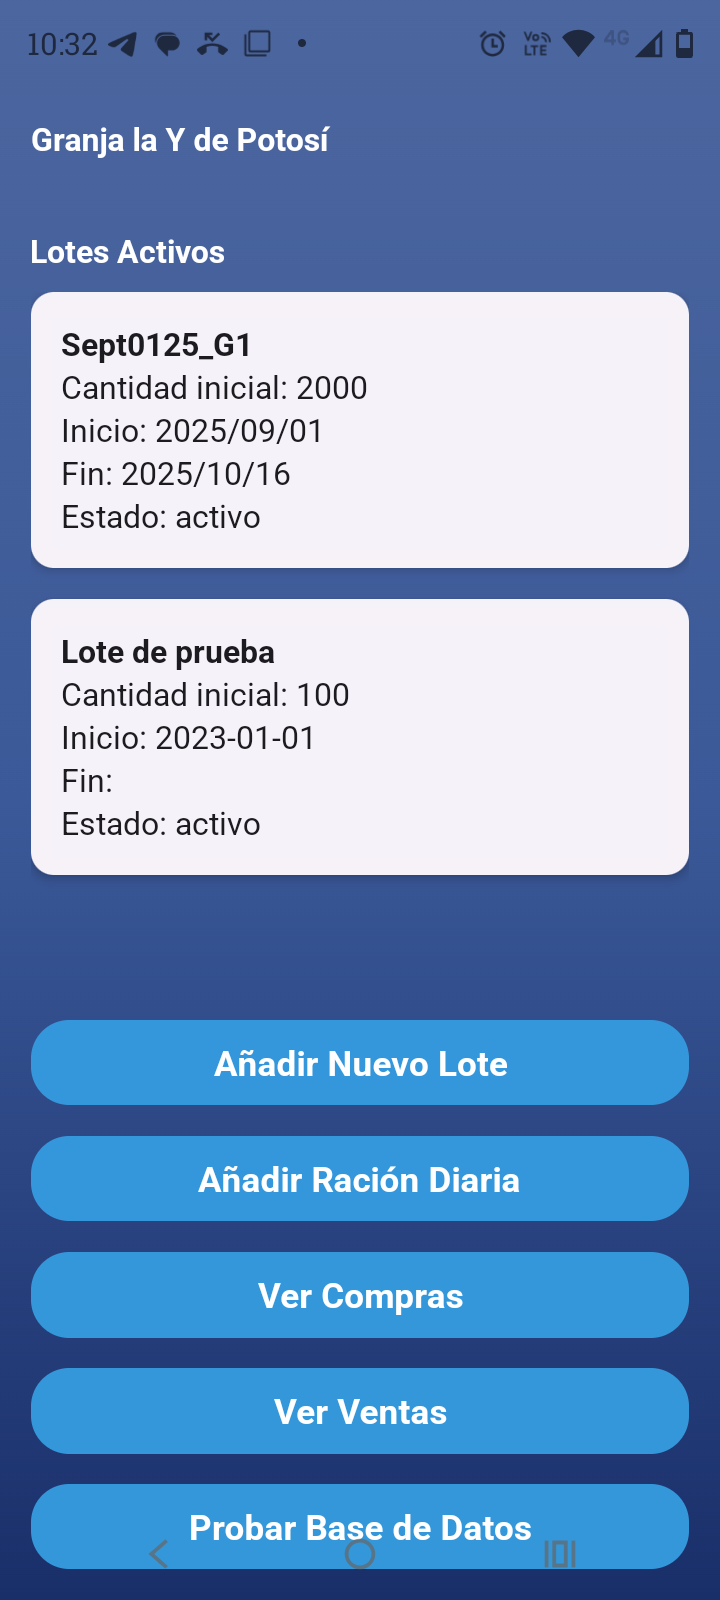 10:32
Vo LTE
4G
Granja la Y de Potosí
Lotes Activos
Sept0125_G1
Cantidad inicial: 2000
Inicio: 2025/09/01
Fin: 2025/10/16
Estado: activo
Lote de prueba
Cantidad inicial: 100
Inicio: 2023-01-01
Fin:
Estado: activo
Añadir Nuevo Lote
Añadir Ración Diaria
Ver Compras
Ver Ventas
Probar Base de Datos